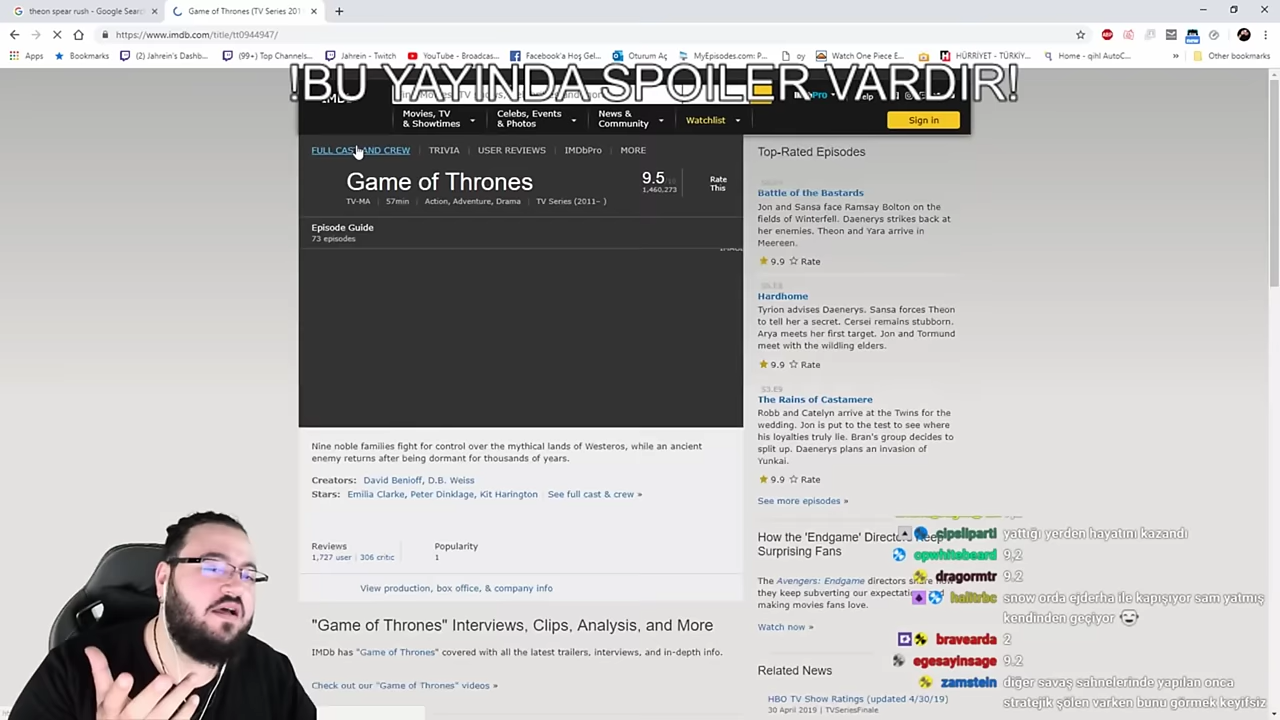 theon spear rush - Google Sear
Game of Thrones (TV Series 201
https://www.imdb.com/title/tt0944947/
Apps
Bookmarks
(2) Jahrein's Dashb...
(99+) Top Channels...
Jahrein - Twitch
YouTube - Broadcas...
Facebook'a Hoş Gel...
Oturum Aç
MyEpisodes.com ?...
oy
Watch One Piece E...
HÜRRİYET - TÜRKİY...
Home - qihl AutoC...
Other bookmarks
!BU YAYINDA SPOILER VARDIR!
Movies, TV
& Showtimes
Celebs, Events
& Photos
News &
Community
Watchlist
Sign in
FULL CAST AND CREW
TRIVIA
USER REVIEWS
IMDbPro
MORE
Game of Thrones
9.5
1,460,273
Rate
This
TV-MA | 57min | Action, Adventure, Drama | TV Series (2011– )
Episode Guide
73 episodes
Nine noble families fight for control over the mythical lands of Westeros, while an ancient
enemy returns after being dormant for thousands of years.
Creators: David Benioff, D.B. Weiss
Stars: Emilia Clarke, Peter Dinklage, Kit Harington | See full cast & crew »
Reviews
1,727 user | 306 critic
Popularity
1
View production, box office, & company info
"Game of Thrones" Interviews, Clips, Analysis, and More
IMDb has "Game of Thrones" covered with all the latest trailers, interviews, and in-depth info.
Check out our "Game of Thrones" videos »
Top-Rated Episodes
Battle of the Bastards
Jon and Sansa face Ramsay Bolton on the
fields of Winterfell. Daenerys strikes back at
her enemies. Theon and Yara arrive in
Meereen.
9.9 Rate
Hardhome
Tyrion advises Daenerys. Sansa forces Theon
to tell her a secret. Cersei remains stubborn.
Arya meets her first target. Jon and Tormund
meet with the wildling elders.
9.9 Rate
S3.E9
The Rains of Castamere
Robb and Catelyn arrive at the Twins for the
wedding. Jon is put to the test to see where
his loyalties truly lie. Bran's group decides to
split up. Daenerys plans an invasion of
Yunkai.
9.9 Rate
See more episodes »
How the 'Endgame' Directors Keep
Surprising Fans
The Avengers: Endgame directors share how
they keep subverting our
making movies fans love.
Watch now »
Related News
HBO TV Show Ratings (updated 4/30/19)
30 April 2019 | TVSeriesFinale
cipsliparti yattığı yerden hayatını kazandı
opwhitebeard 9,2
dragormtr 9.2
halitrbc snow orda ejderha ile kapışıyor sam yatmış
kendinden geçiyor
bravearda 2
egesayinsage 9.2
zamstein diğer savaş sahnelerinde yapılan onca
stratejik şölen varken bunu görmek keyifsiz